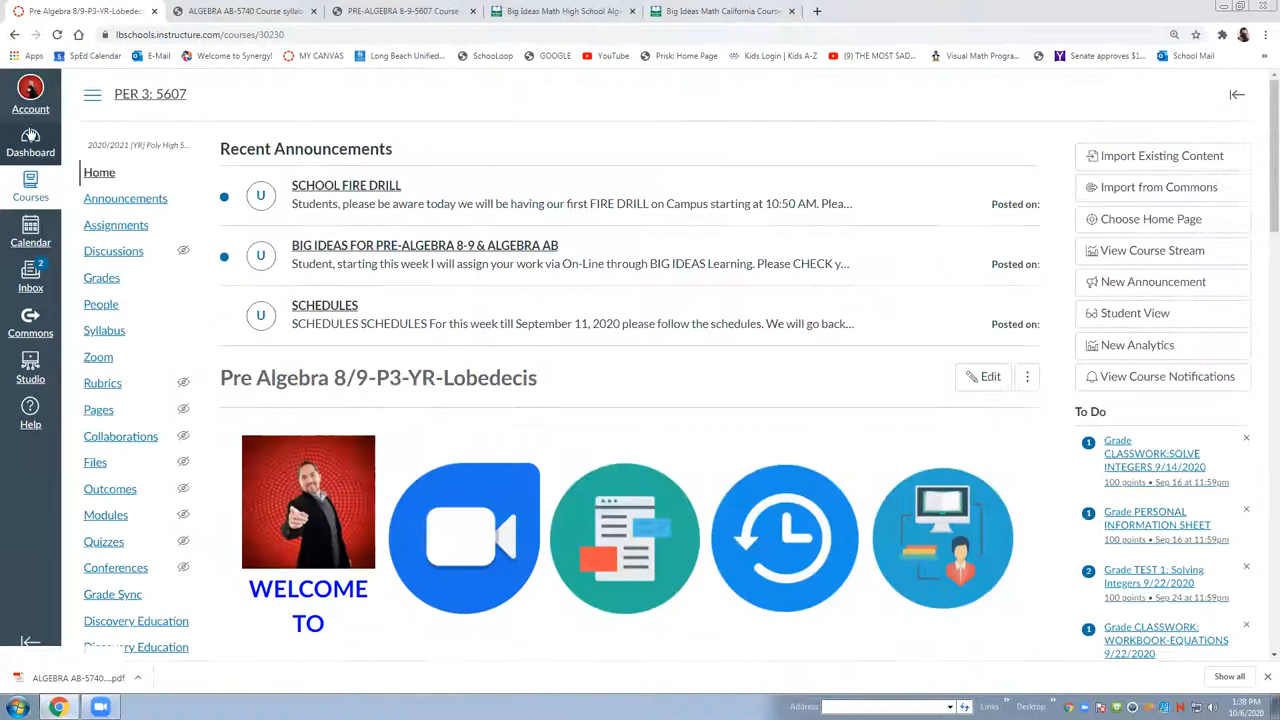 Pre Algebra 8/9-P3-YR-Lobedec
ALGEBRA AB-5740 Course syllab
PRE-ALGEBRA 8-9-5607 Course
Big Ideas Math High School Alg
Big Ideas Math California Course
lbschools.instructure.com/courses/30230
Apps
SpEd Calendar
E-Mail
Welcome to Synergy!
MY CANVAS
Long Beach Unified...
SchooLoop
GOOGLE
YouTube
Prisk: Home Page
Kids Login | Kids A-Z
(9) THE MOST SAD...
Visual Math Progra...
Senate approves $1...
School Mail
Account
Dashboard
Courses
Calendar
2
Inbox
Commons
Studio
Help
PER 3: 5607
2020/2021 [YR] Poly High S...
Home
Announcements
Assignments
Discussions
Grades
People
Syllabus
Zoom
Rubrics
Pages
Collaborations
Files
Outcomes
Modules
Quizzes
Conferences
Grade Sync
Discovery Education
Discovery Education
Recent Announcements
U
SCHOOL FIRE DRILL
Students, please be aware today we will be having our first FIRE DRILL on Campus starting at 10:50 AM. Plea...
Posted on:
U
BIG IDEAS FOR PRE-ALGEBRA 8-9 & ALGEBRA AB
Student, starting this week I will assign your work via On-Line through BIG IDEAS Learning. Please CHECK y...
Posted on:
U
SCHEDULES
SCHEDULES SCHEDULES For this week till September 11, 2020 please follow the schedules. We will go back...
Posted on:
Pre Algebra 8/9-P3-YR-Lobedecis
Edit
WELCOME
TO
Import Existing Content
Import from Commons
Choose Home Page
View Course Stream
New Announcement
Student View
New Analytics
View Course Notifications
To Do
1
Grade
CLASSWORK:SOLVE
INTEGERS 9/14/2020
100 points • Sep 16 at 11:59pm
1
Grade PERSONAL
INFORMATION SHEET
100 points • Sep 16 at 11:59pm
2
Grade TEST 1: Solving
Integers 9/22/2020
100 points • Sep 24 at 11:59pm
1
Grade CLASSWORK:
WORKBOOK-EQUATIONS
9/22/2020
ALGEBRA AB-5740....pdf
Show all
Address
Links
Desktop
1:38 PM
10/6/2020